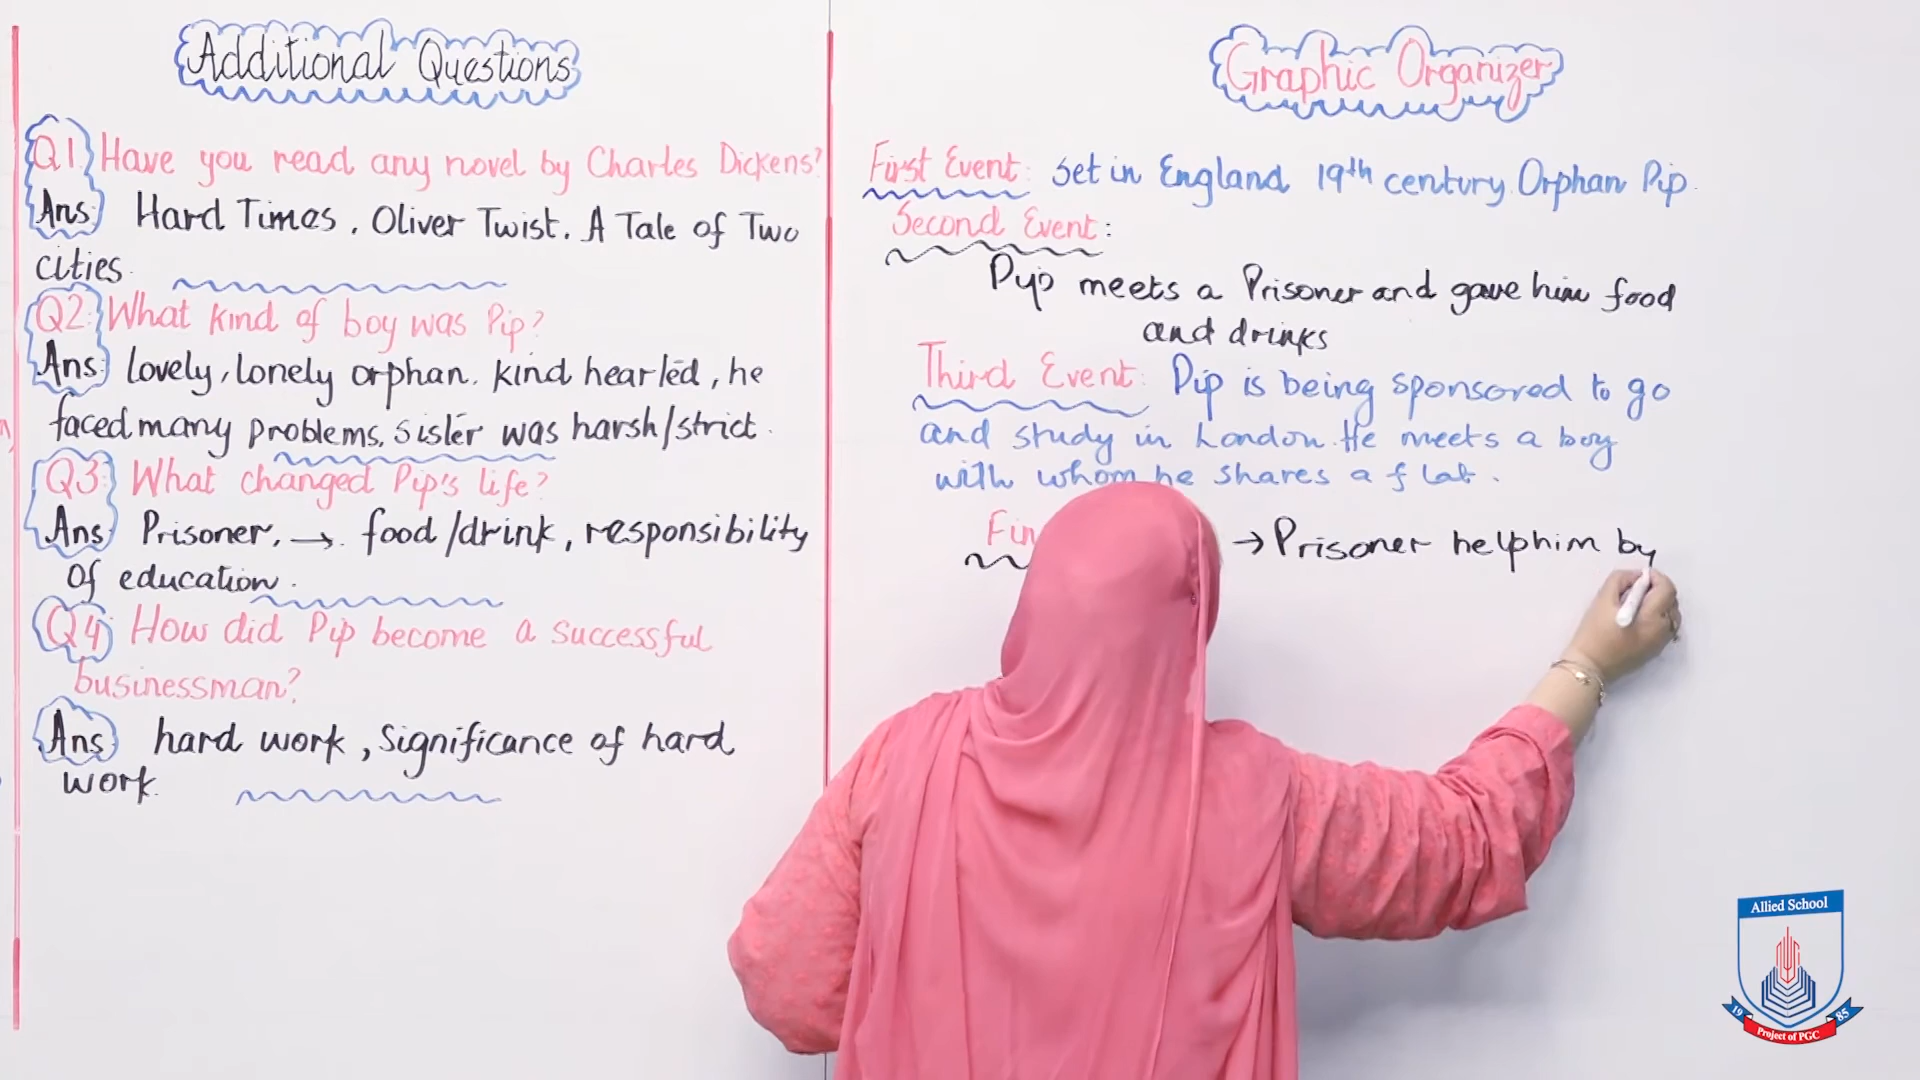 Additional Questions
Q1 Have you read any novel by Charles Dickens?
Ans: Hard Times, Oliver Twist, A Tale of Two
cities.
Q2: What kind of boy was Pip?
Ans: lovely, lonely orphan, kind hearted, he
faced many problems, sister was harsh/strict.
Q3: What changed Pip's life?
Ans: Prisoner, → food/drink, responsibility
of education.
Q4: How did Pip become a successful
businessman?
Ans: hard work, Significance of hard
work.
Graphic Organizer
First Event: Set in England 19th century. Orphan Pip.
Second Event:
Pip meets a Prisoner and gave him food
and drinks
Third Event: Pip is being sponsored to go
and study in London. He meets a boy
with whom he shares a flat.
→ Prisoner help him by
Allied School
19 85
Project of PGC